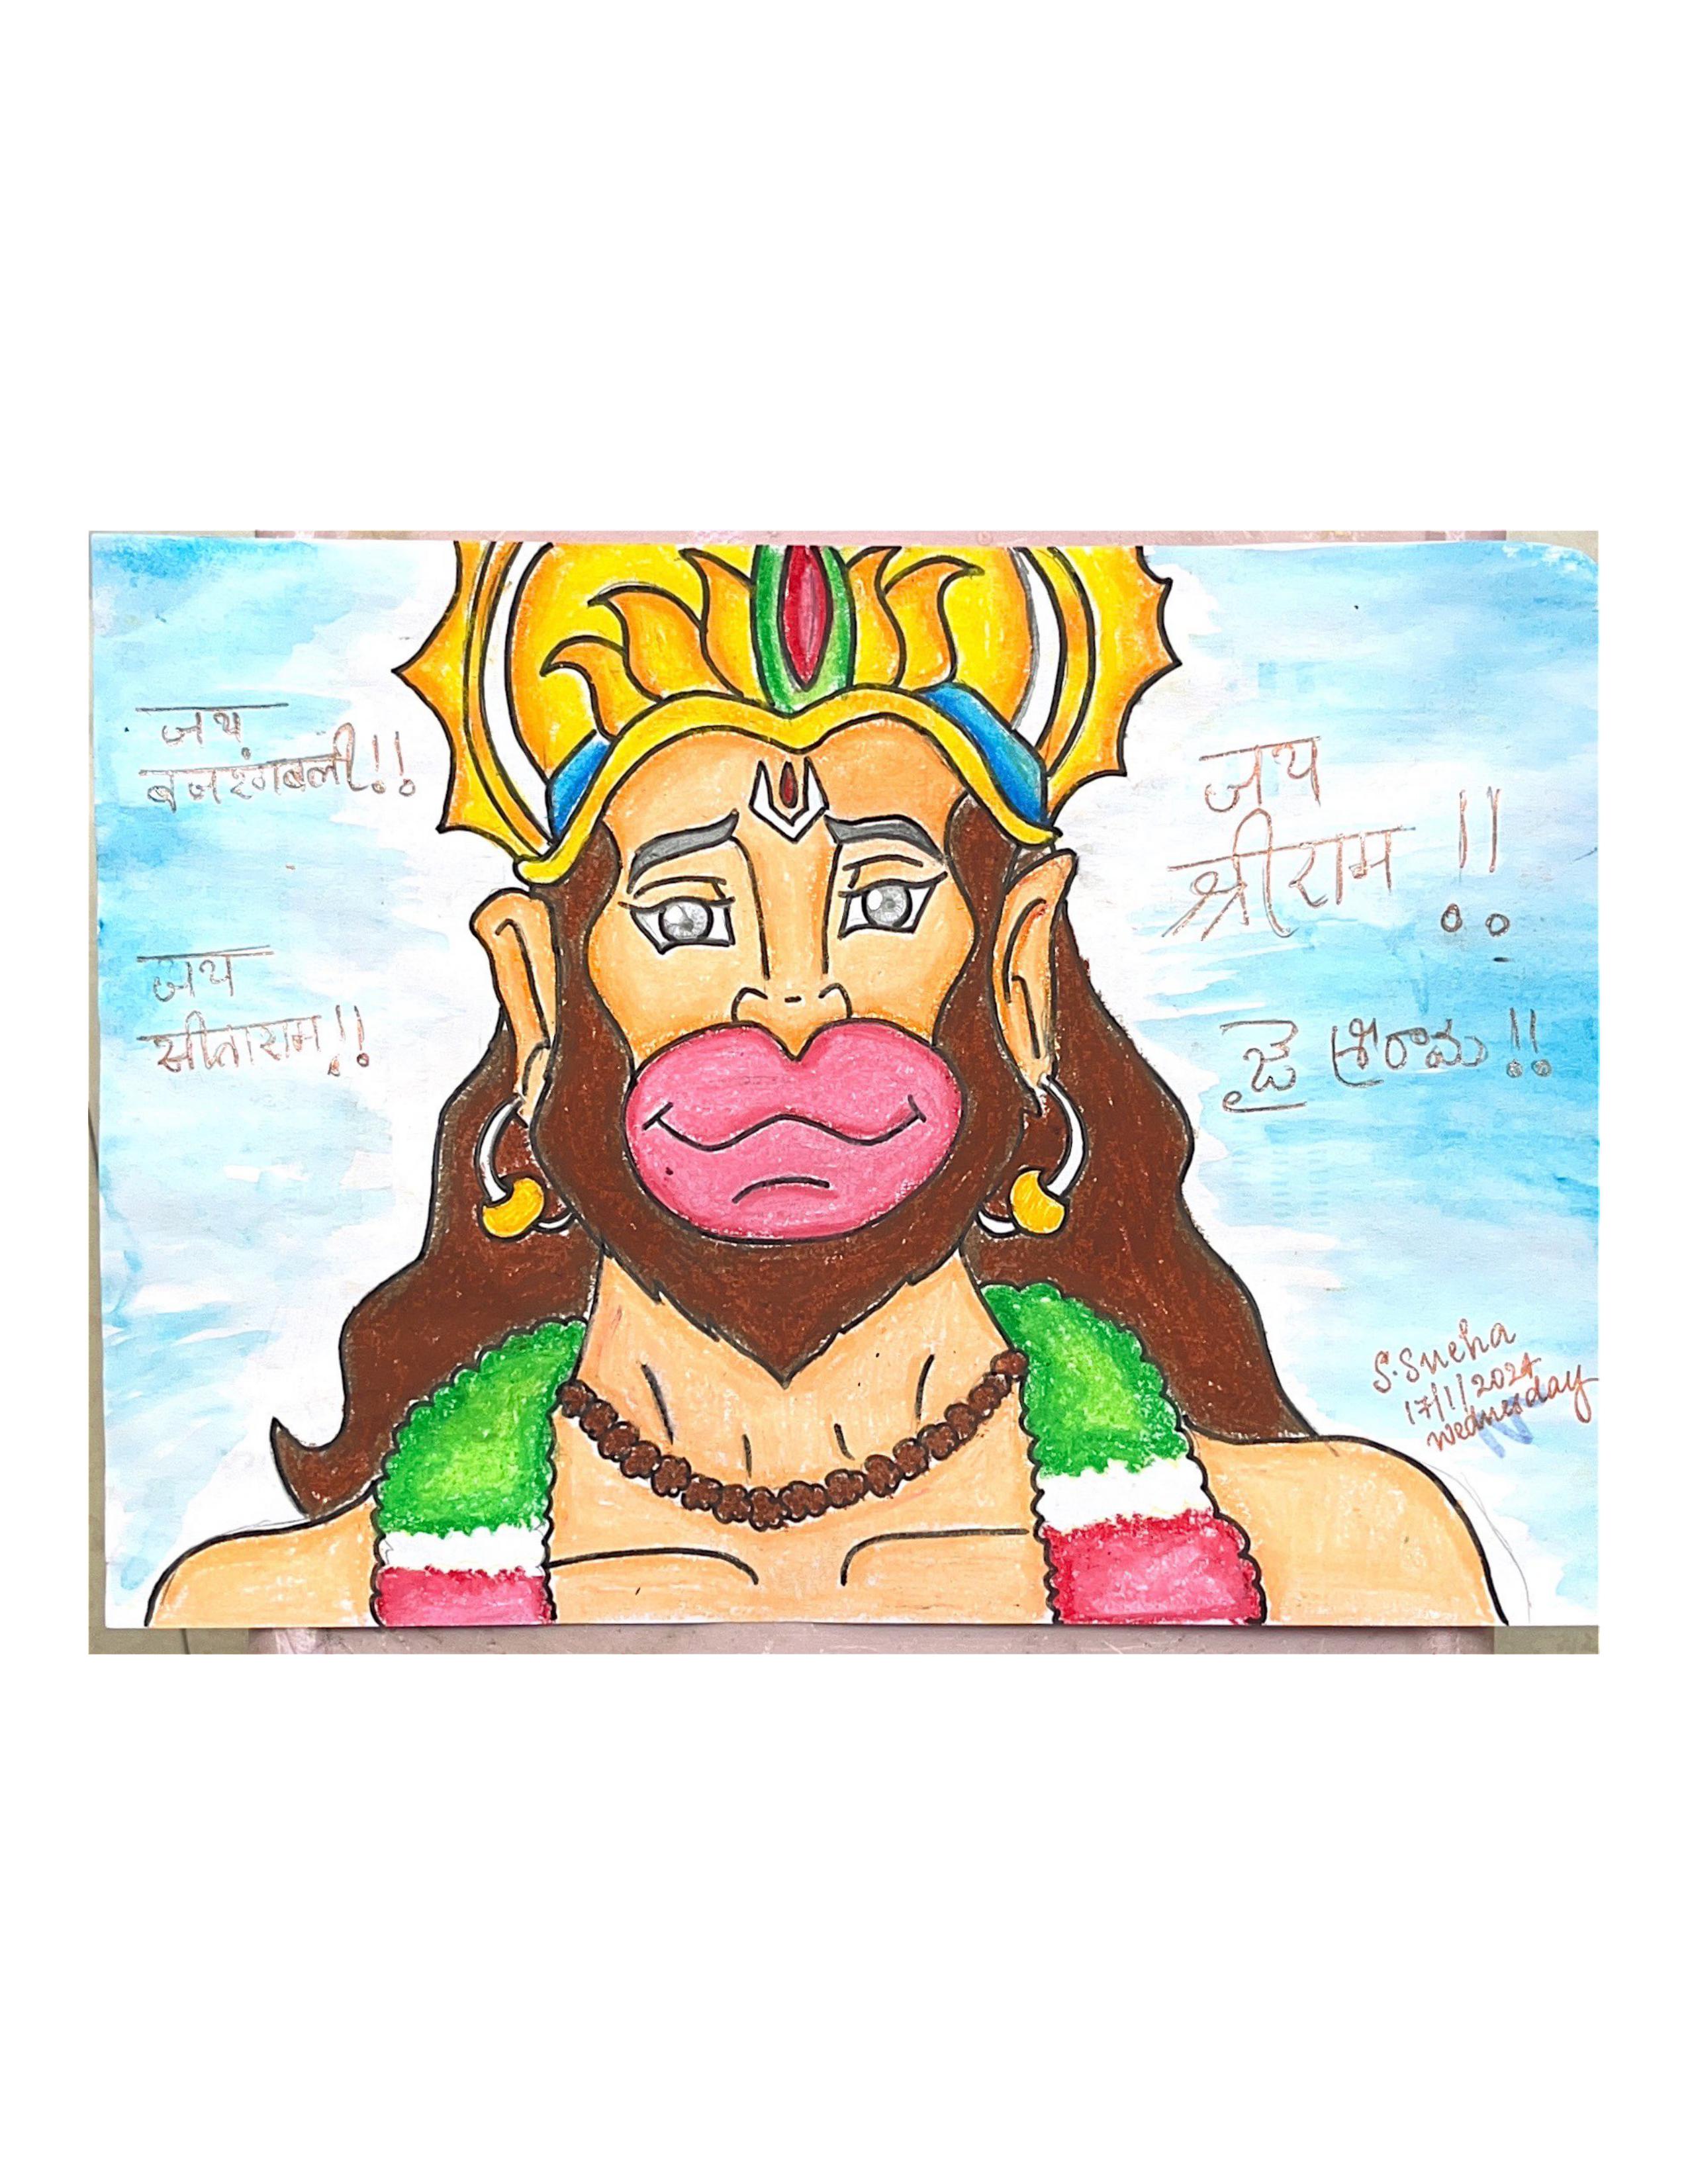 जय
बजरंगबली!!
जय
सीताराम!!
जय
श्रीराम !!
జై శ్రీరామ !!
S. Sneha
17/1/2024
Wednesday